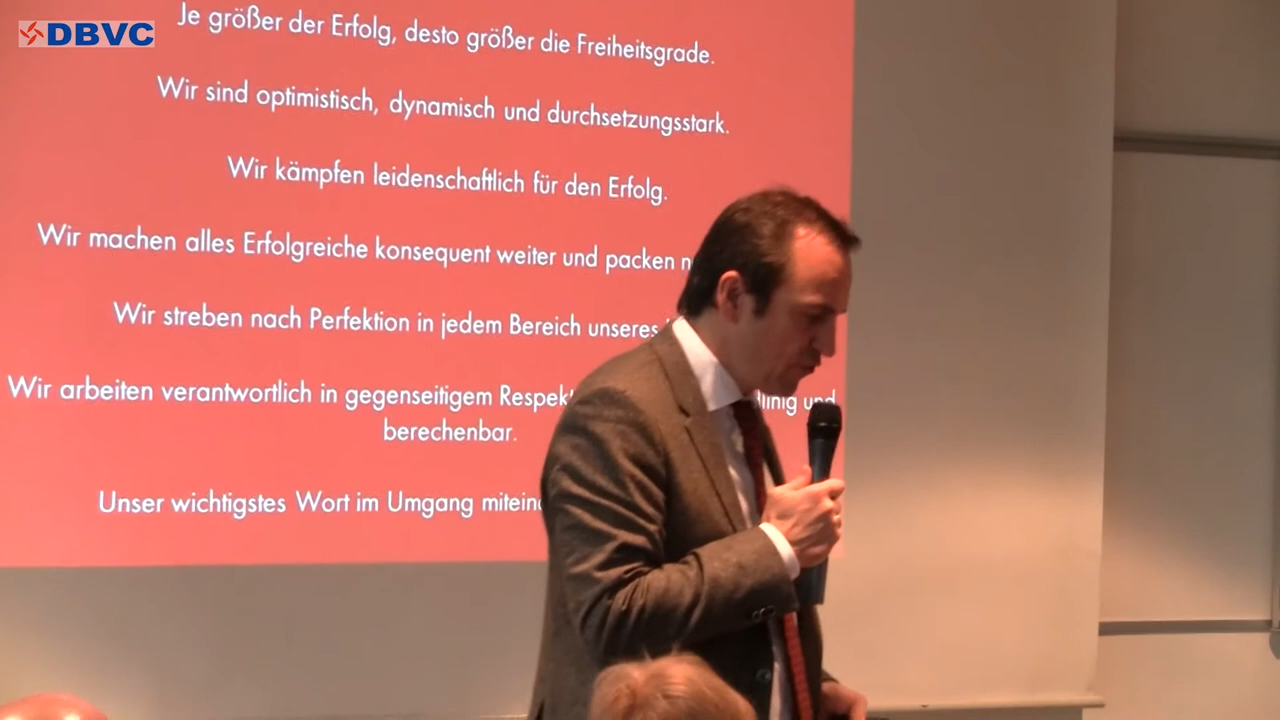 DBVC
Je größer der Erfolg, desto größer die Freiheitsgrade.
Wir sind optimistisch, dynamisch und durchsetzungsstark.
Wir kämpfen leidenschaftlich für den Erfolg.
Wir machen alles Erfolgreiche konsequent weiter und packen
Wir streben nach Perfektion in jedem Bereich unseres
Wir arbeiten verantwortlich in gegenseitigem Respekt und
berechenbar.
Unser wichtigstes Wort im Umgang